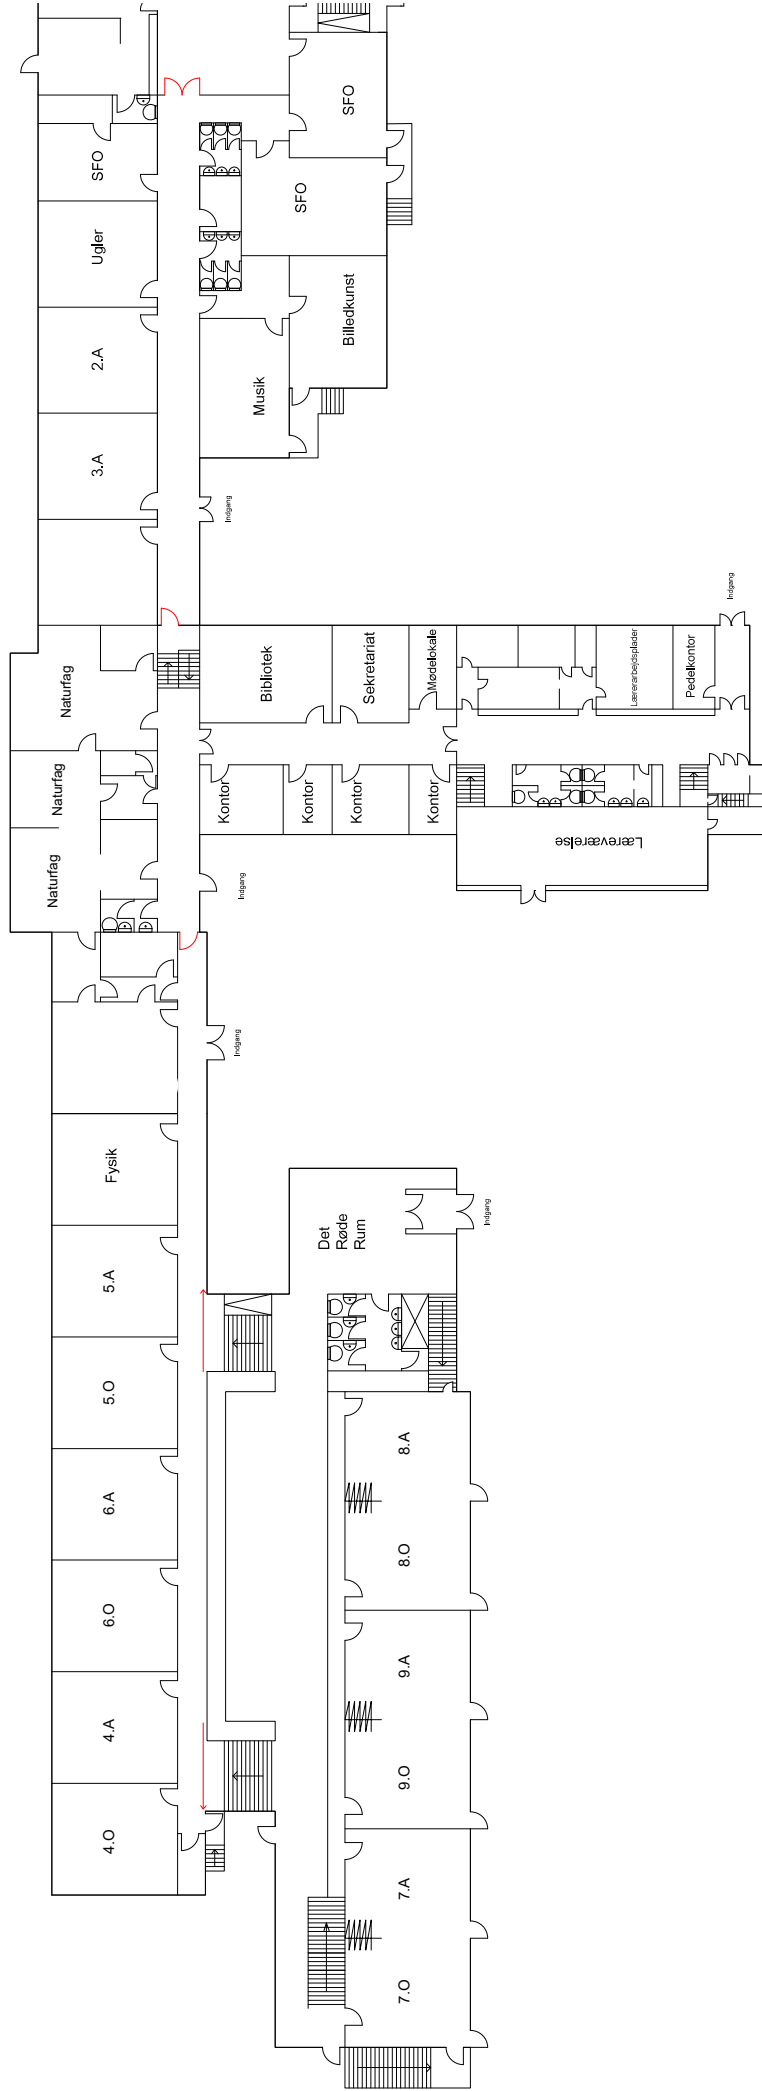 SFO
SFO
SFO
Ugler
Billedkunst
2.A
Musik
3.A
Indgang
Indgang
Naturfag
Bibliotek
Sekretariat
Mødelokale
Lærerarbejdsplader
Pedelkontor
Naturfag
Kontor
Kontor
Kontor
Kontor
Læreværelse
Naturfag
Indgang
Indgang
Fysik
Det
Røde
Rum
Indgang
5.A
5.O
6.A
6.O
4.A
4.O
8.A
8.O
9.A
9.O
7.A
7.O